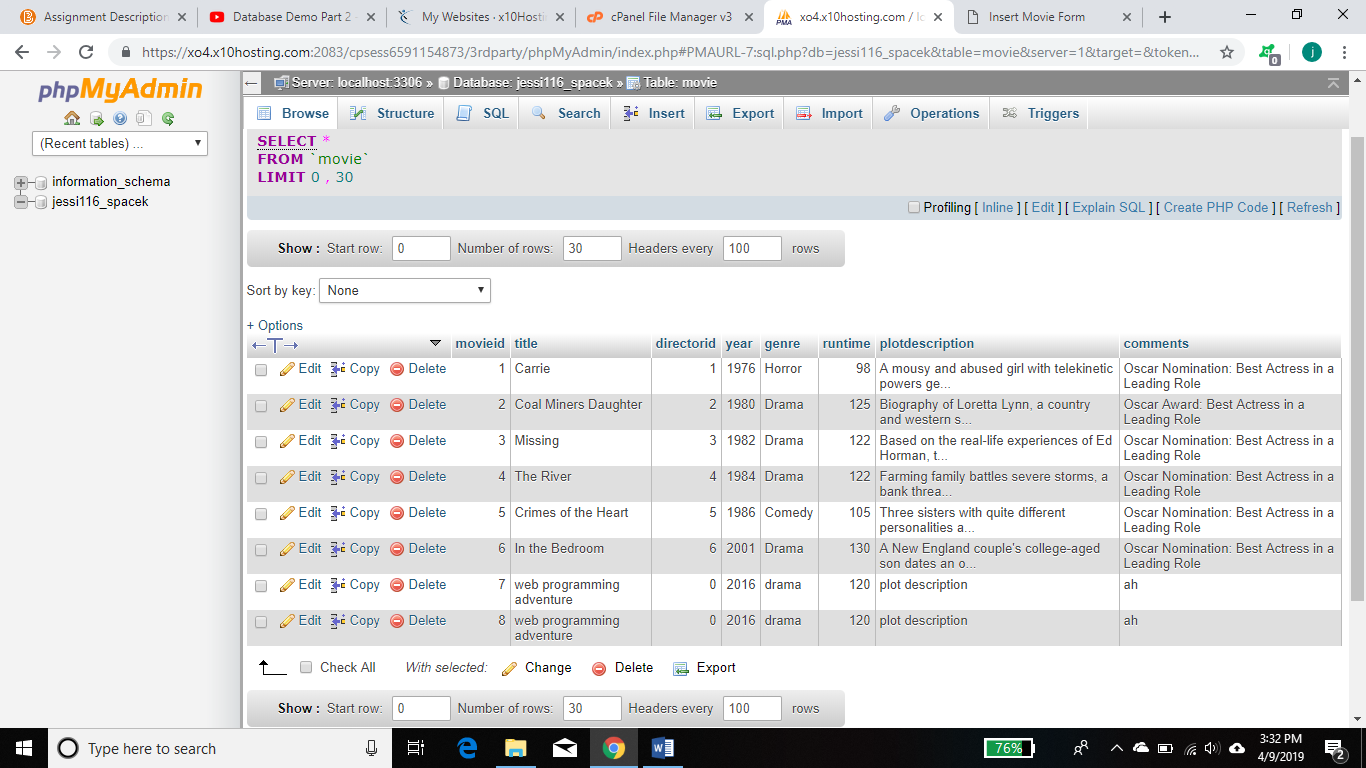 Assignment Description
Database Demo Part 2 -
My Websites · x10Hosti
cPanel File Manager v3
xo4.x10hosting.com / lo
Insert Movie Form
https://xo4.x10hosting.com:2083/cpsess6591154873/3rdparty/phpMyAdmin/index.php#PMAURL-7:sql.php?db=jessi116_spacek&table=movie&server=1&target=&token...
0
j
phpMyAdmin
(Recent tables) ...
information_schema
jessi116_spacek
Server: localhost:3306 » Database: jessi116_spacek » Table: movie
Browse Structure SQL Search Insert Export Import Operations Triggers
SELECT *
FROM `movie`
LIMIT 0 , 30
Profiling [ Inline ] [ Edit ] [ Explain SQL ] [ Create PHP Code ] [ Refresh ]
Show : Start row: 0 Number of rows: 30 Headers every 100 rows
Sort by key: None
+ Options
←T→ movieid title directorid year genre runtime plotdescription comments
Edit Copy Delete 1 Carrie 1 1976 Horror 98 A mousy and abused girl with telekinetic Oscar Nomination: Best Actress in a
powers ge... Leading Role
Edit Copy Delete 2 Coal Miners Daughter 2 1980 Drama 125 Biography of Loretta Lynn, a country Oscar Award: Best Actress in a
and western s... Leading Role
Edit Copy Delete 3 Missing 3 1982 Drama 122 Based on the real-life experiences of Ed Oscar Nomination: Best Actress in a
Horman, t... Leading Role
Edit Copy Delete 4 The River 4 1984 Drama 122 Farming family battles severe storms, a Oscar Nomination: Best Actress in a
bank threa... Leading Role
Edit Copy Delete 5 Crimes of the Heart 5 1986 Comedy 105 Three sisters with quite different Oscar Nomination: Best Actress in a
personalities a... Leading Role
Edit Copy Delete 6 In the Bedroom 6 2001 Drama 130 A New England couple's college-aged Oscar Nomination: Best Actress in a
son dates an o... Leading Role
Edit Copy Delete 7 web programming 0 2016 drama 120 plot description ah
adventure
Edit Copy Delete 8 web programming 0 2016 drama 120 plot description ah
adventure
Check All With selected: Change Delete Export
Show : Start row: 0 Number of rows: 30 Headers every 100 rows
Type here to search
76%
3:32 PM
4/9/2019
2